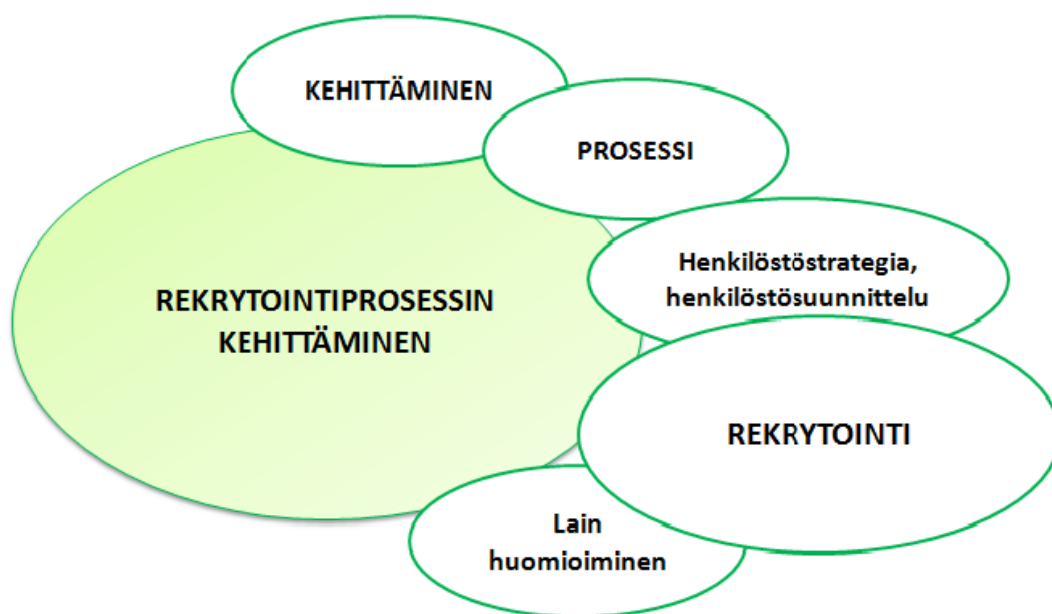 KEHITTÄMINEN
PROSESSI
Henkilöstöstrategia,
henkilöstösuunnittelu
REKRYTOINTIPROSESSIN
KEHITTÄMINEN
REKRYTOINTI
Lain
huomioiminen